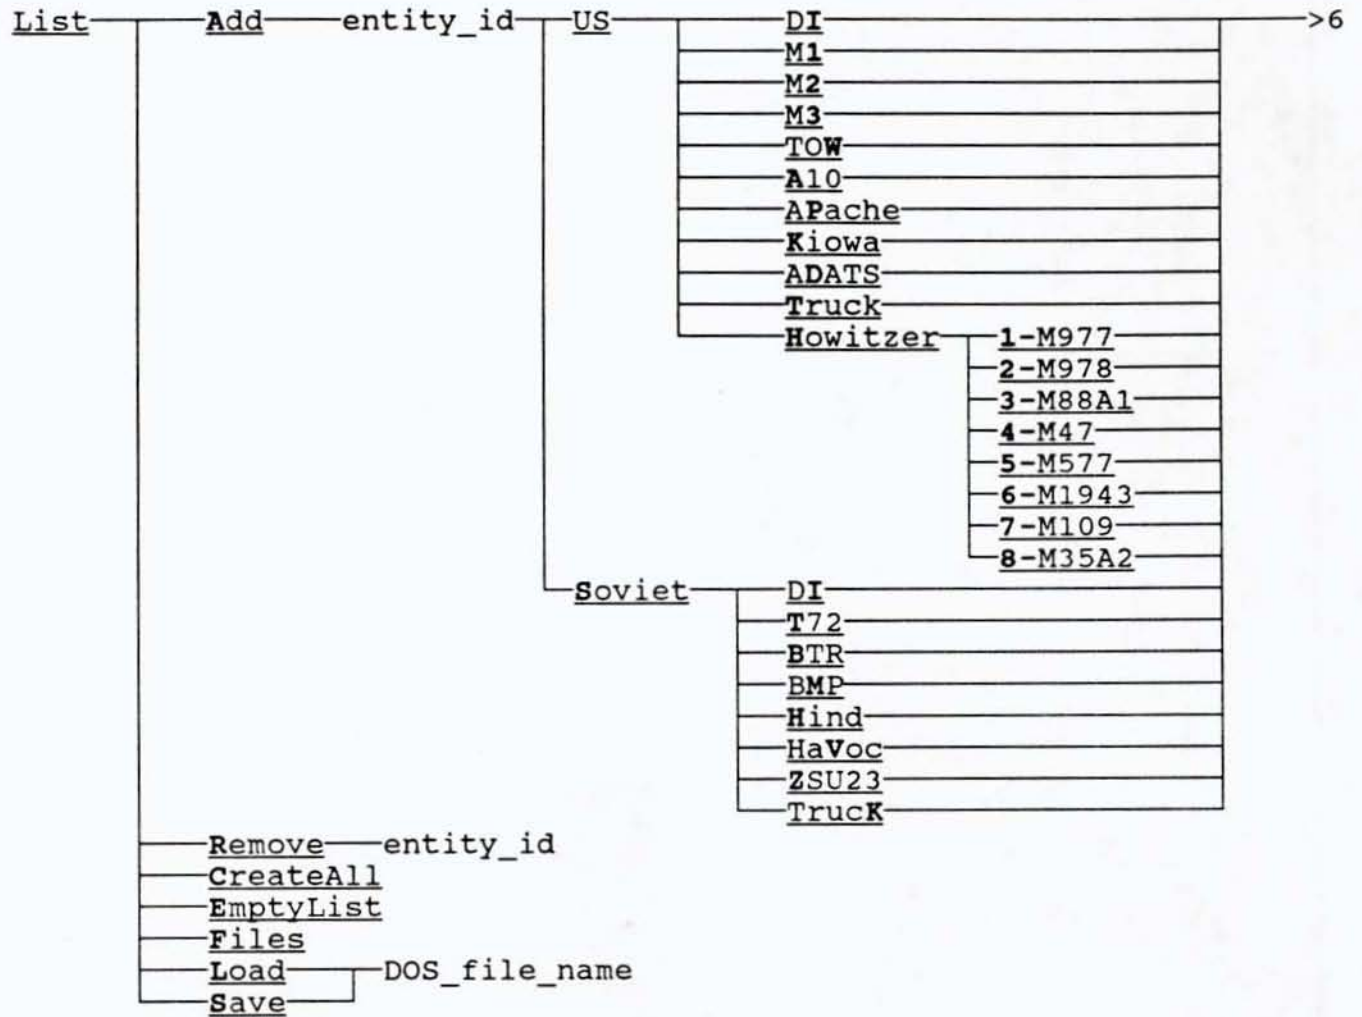 List Add entity_id US DI >6
M1
M2
M3
TOW
A10
APache
Kiowa
ADATS
Truck
Howitzer 1-M977
2-M978
3-M88A1
4-M47
5-M577
6-M1943
7-M109
8-M35A2
Soviet DI
T72
BTR
BMP
Hind
HaVoc
ZSU23
TrucK
Remove entity_id
CreateAll
EmptyList
Files
Load DOS_file_name
Save